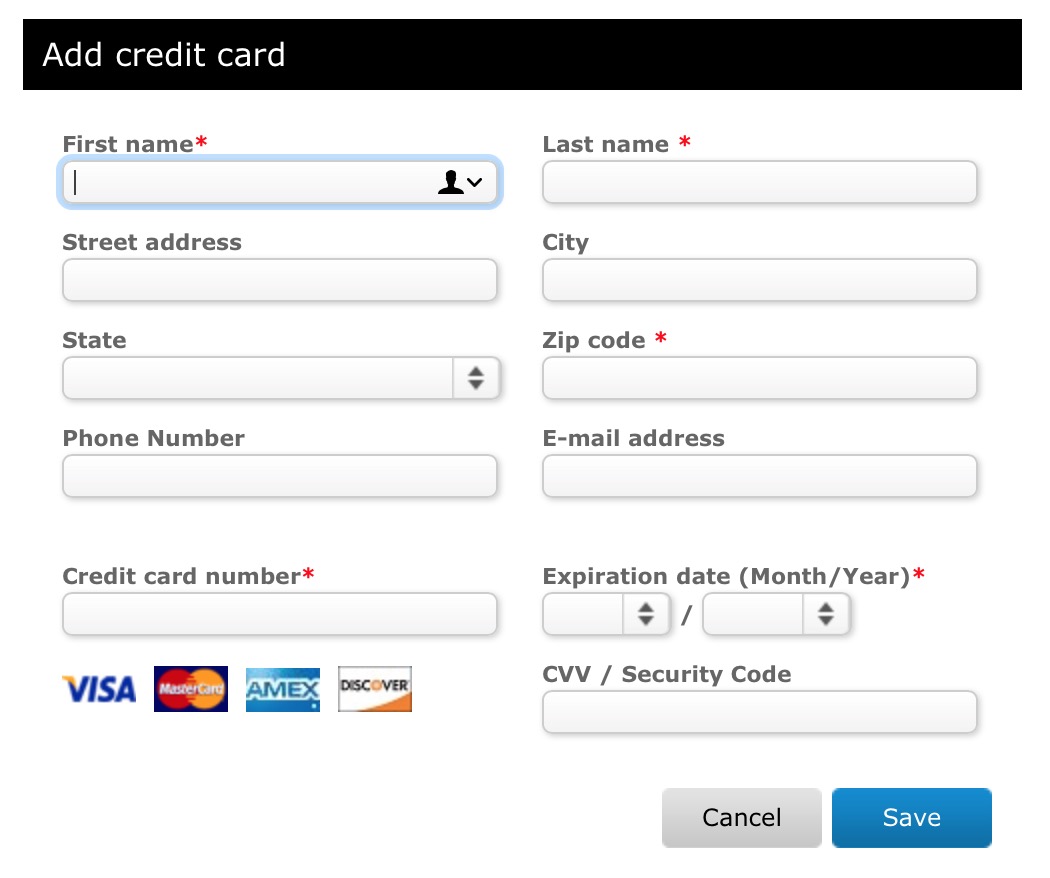 Add credit card
First name* Last name *
Street address City
State Zip code *
Phone Number E-mail address
Credit card number* Expiration date (Month/Year)*
/
VISA MasterCard AMEX DISCOVER
CVV / Security Code
Cancel Save